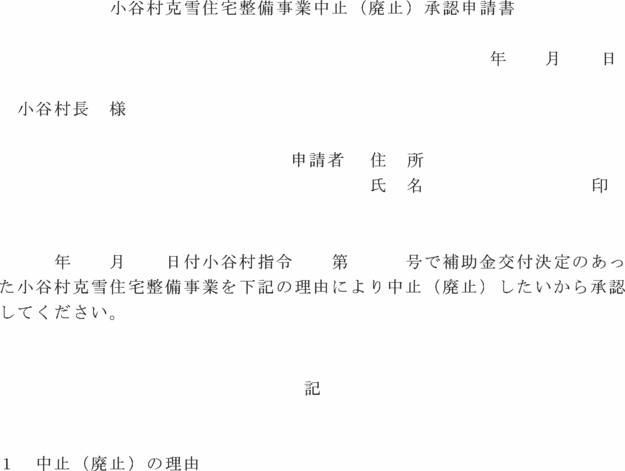 小谷村克雪住宅整備事業中止（廃止）承認申請書
年　　月　　日
小谷村長　様
申請者　住　所
氏　名　　　　　　　　　印
年　　月　　日付小谷村指令　　第　　　号で補助金交付決定のあっ
た小谷村克雪住宅整備事業を下記の理由により中止（廃止）したいから承認
してください。
記
１　中止（廃止）の理由